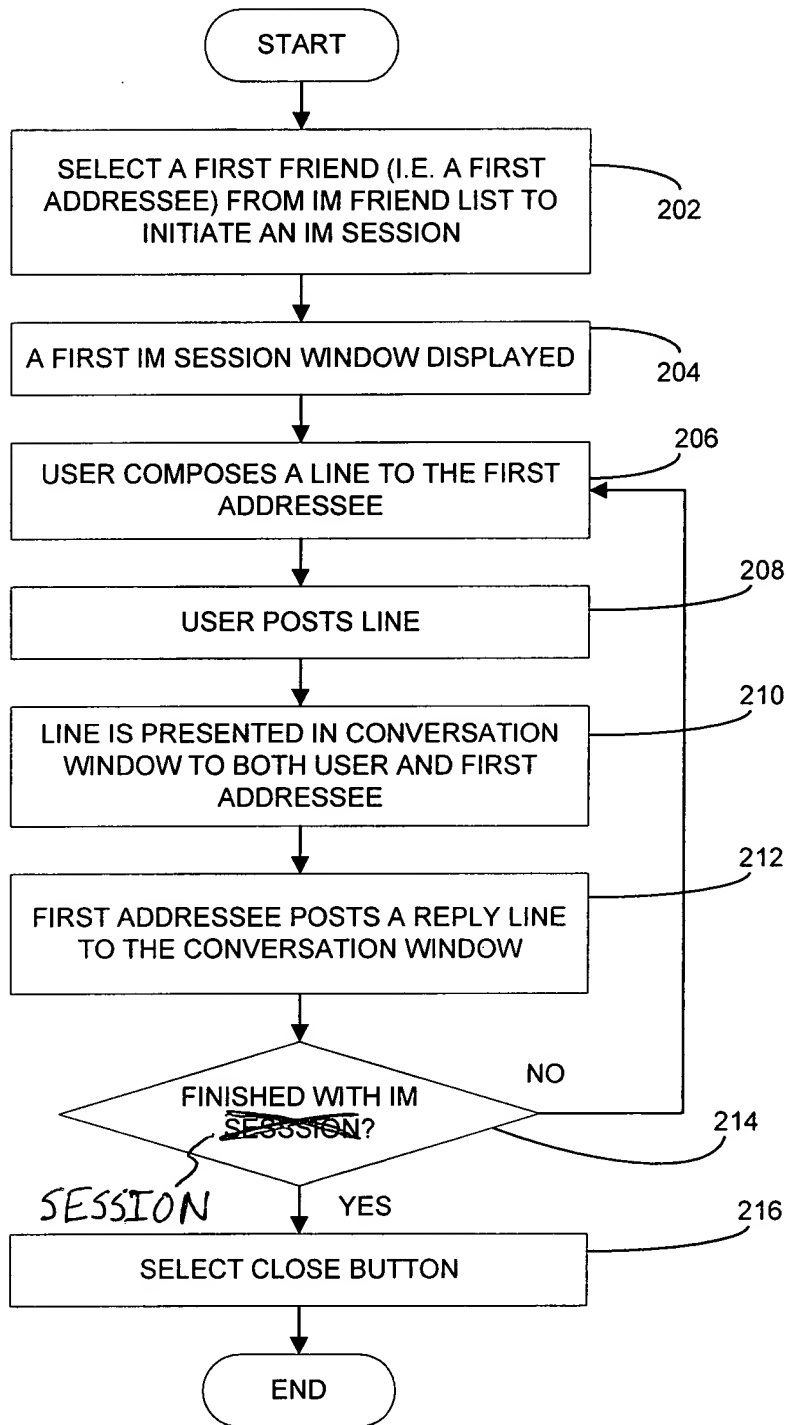 START
SELECT A FIRST FRIEND (I.E. A FIRST
ADDRESSEE) FROM IM FRIEND LIST TO
INITIATE AN IM SESSION
202
A FIRST IM SESSION WINDOW DISPLAYED
204
206
USER COMPOSES A LINE TO THE FIRST
ADDRESSEE
208
USER POSTS LINE
210
LINE IS PRESENTED IN CONVERSATION
WINDOW TO BOTH USER AND FIRST
ADDRESSEE
212
FIRST ADDRESSEE POSTS A REPLY LINE
TO THE CONVERSATION WINDOW
NO
FINISHED WITH IM
SESSSION?
214
SESSION
YES
216
SELECT CLOSE BUTTON
END